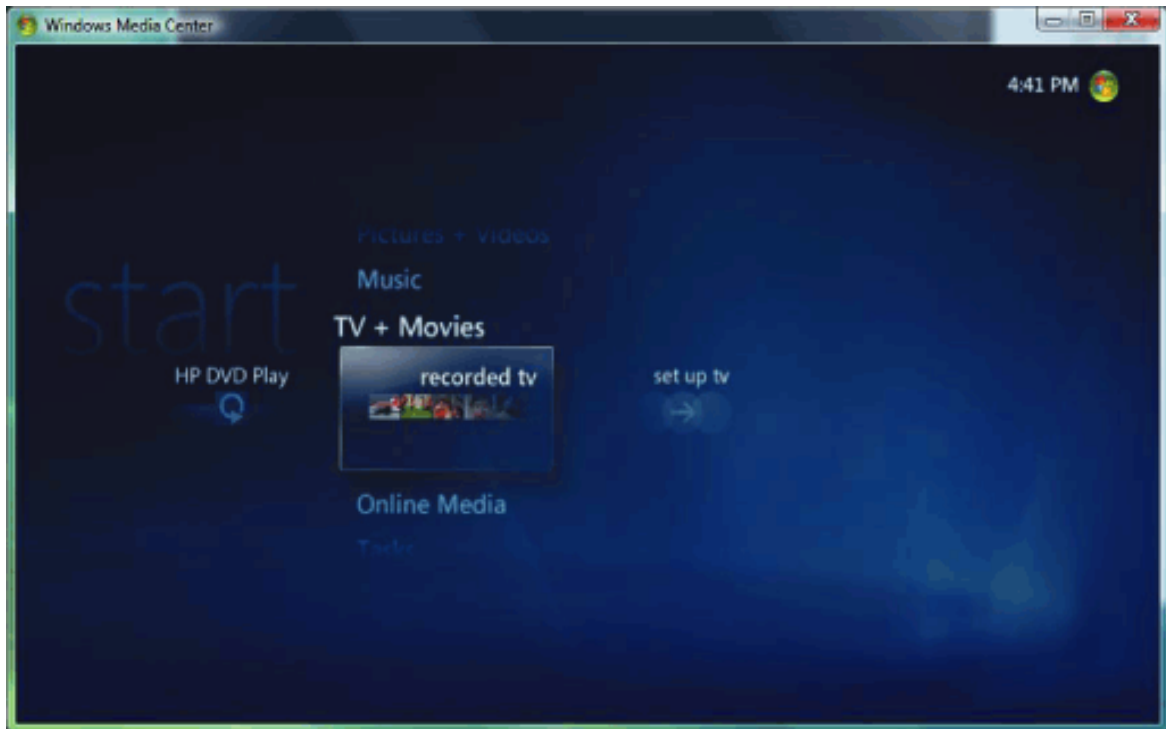 Windows Media Center
4:41 PM
Pictures + Videos
Music
start
TV + Movies
HP DVD Play
recorded tv
set up tv
Online Media
Tasks